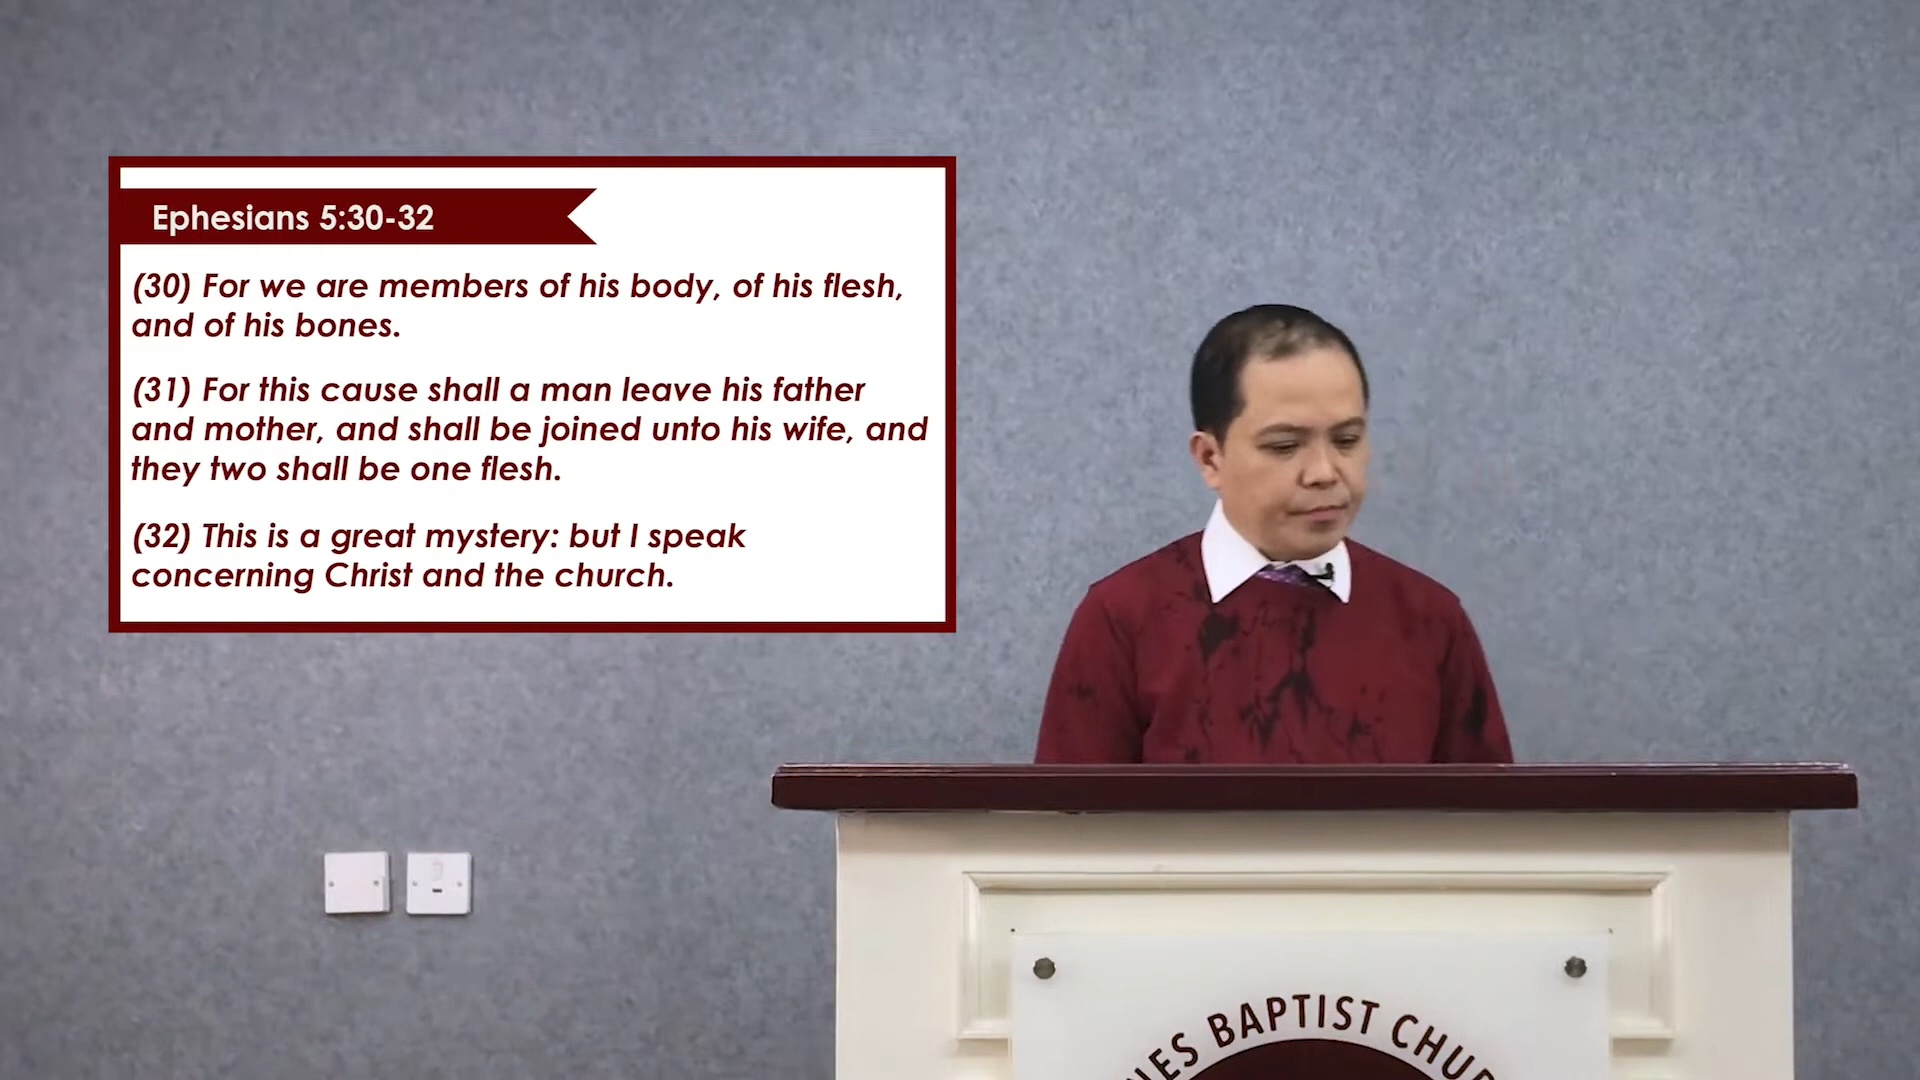 Ephesians 5:30-32
(30) For we are members of his body, of his flesh,
and of his bones.
(31) For this cause shall a man leave his father
and mother, and shall be joined unto his wife, and
they two shall be one flesh.
(32) This is a great mystery: but I speak
concerning Christ and the church.
BAPTIST